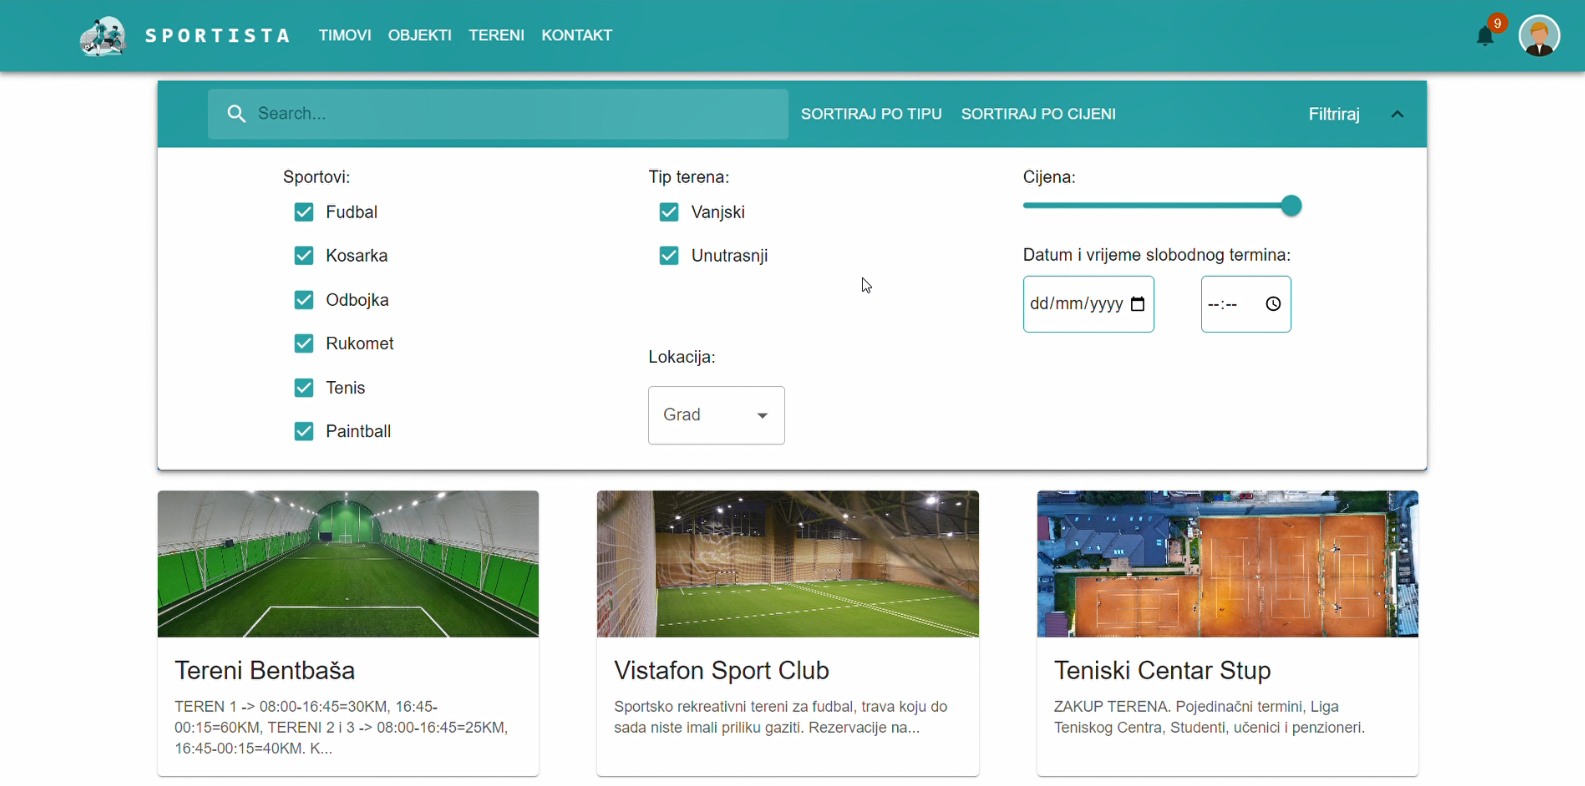 SPORTISTA TIMOVI OBJEKTI TERENI KONTAKT 9
Search... SORTIRAJ PO TIPU SORTIRAJ PO CIJENI Filtriraj
Sportovi:
Fudbal
Kosarka
Odbojka
Rukomet
Tenis
Paintball
Tip terena:
Vanjski
Unutrasnji
Lokacija:
Grad
Cijena:
Datum i vrijeme slobodnog termina:
dd/mm/yyyy --:--
Tereni Bentbaša
TEREN 1 -> 08:00-16:45=30KM, 16:45-
00:15=60KM, TERENI 2 i 3 -> 08:00-16:45=25KM,
16:45-00:15=40KM. K...
Vistafon Sport Club
Sportsko rekreativni tereni za fudbal, trava koju do
sada niste imali priliku gaziti. Rezervacije na...
Teniski Centar Stup
ZAKUP TERENA. Pojedinačni termini, Liga
Teniskog Centra, Studenti, učenici i penzioneri.